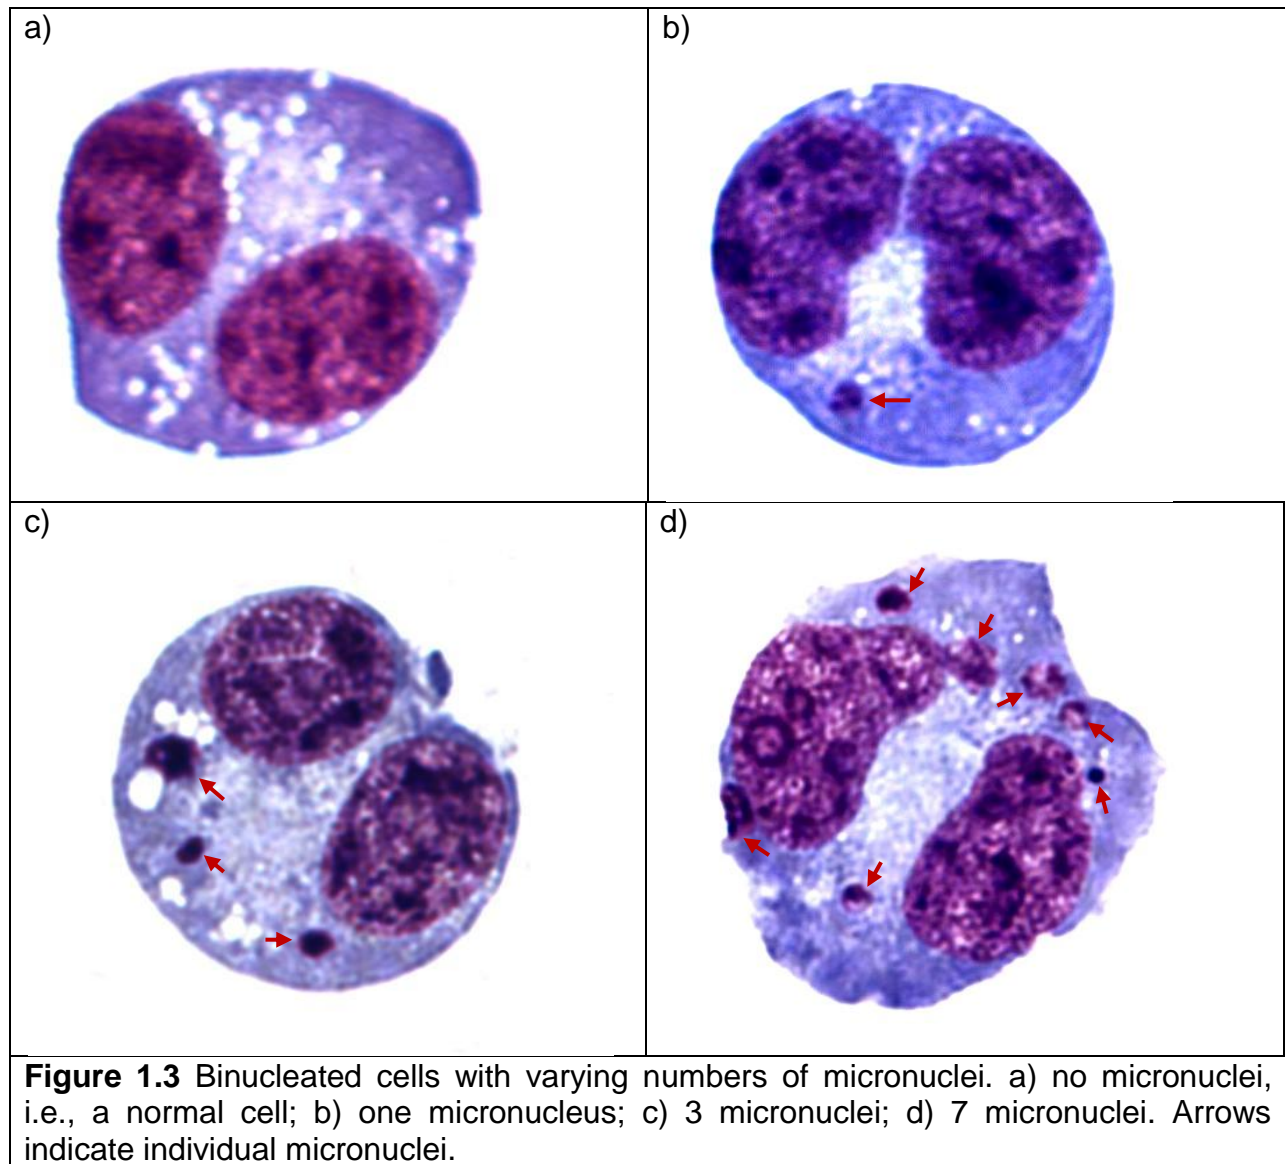 a)
b)
c)
d)
Figure 1.3 Binucleated cells with varying numbers of micronuclei. a) no micronuclei,
i.e., a normal cell; b) one micronucleus; c) 3 micronuclei; d) 7 micronuclei. Arrows
indicate individual micronuclei.